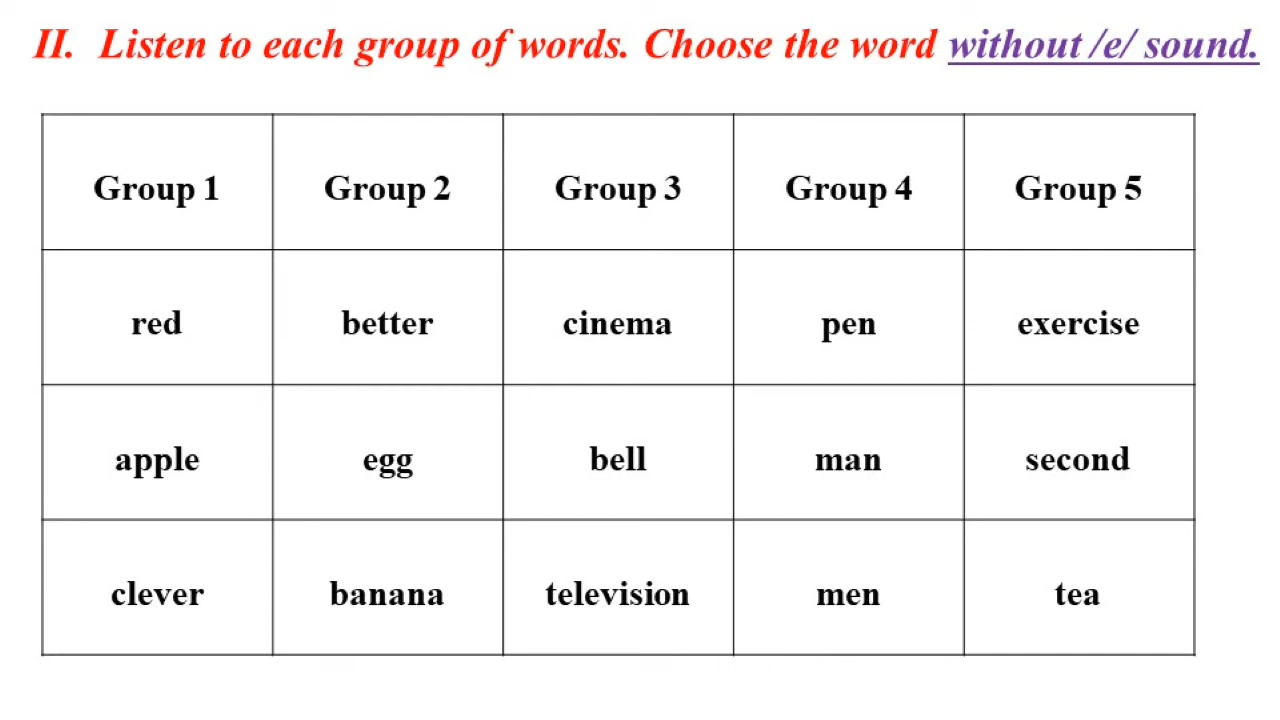 II. Listen to each group of words. Choose the word without /e/ sound.
Group 1 Group 2 Group 3 Group 4 Group 5
red better cinema pen exercise
apple egg bell man second
clever banana television men tea